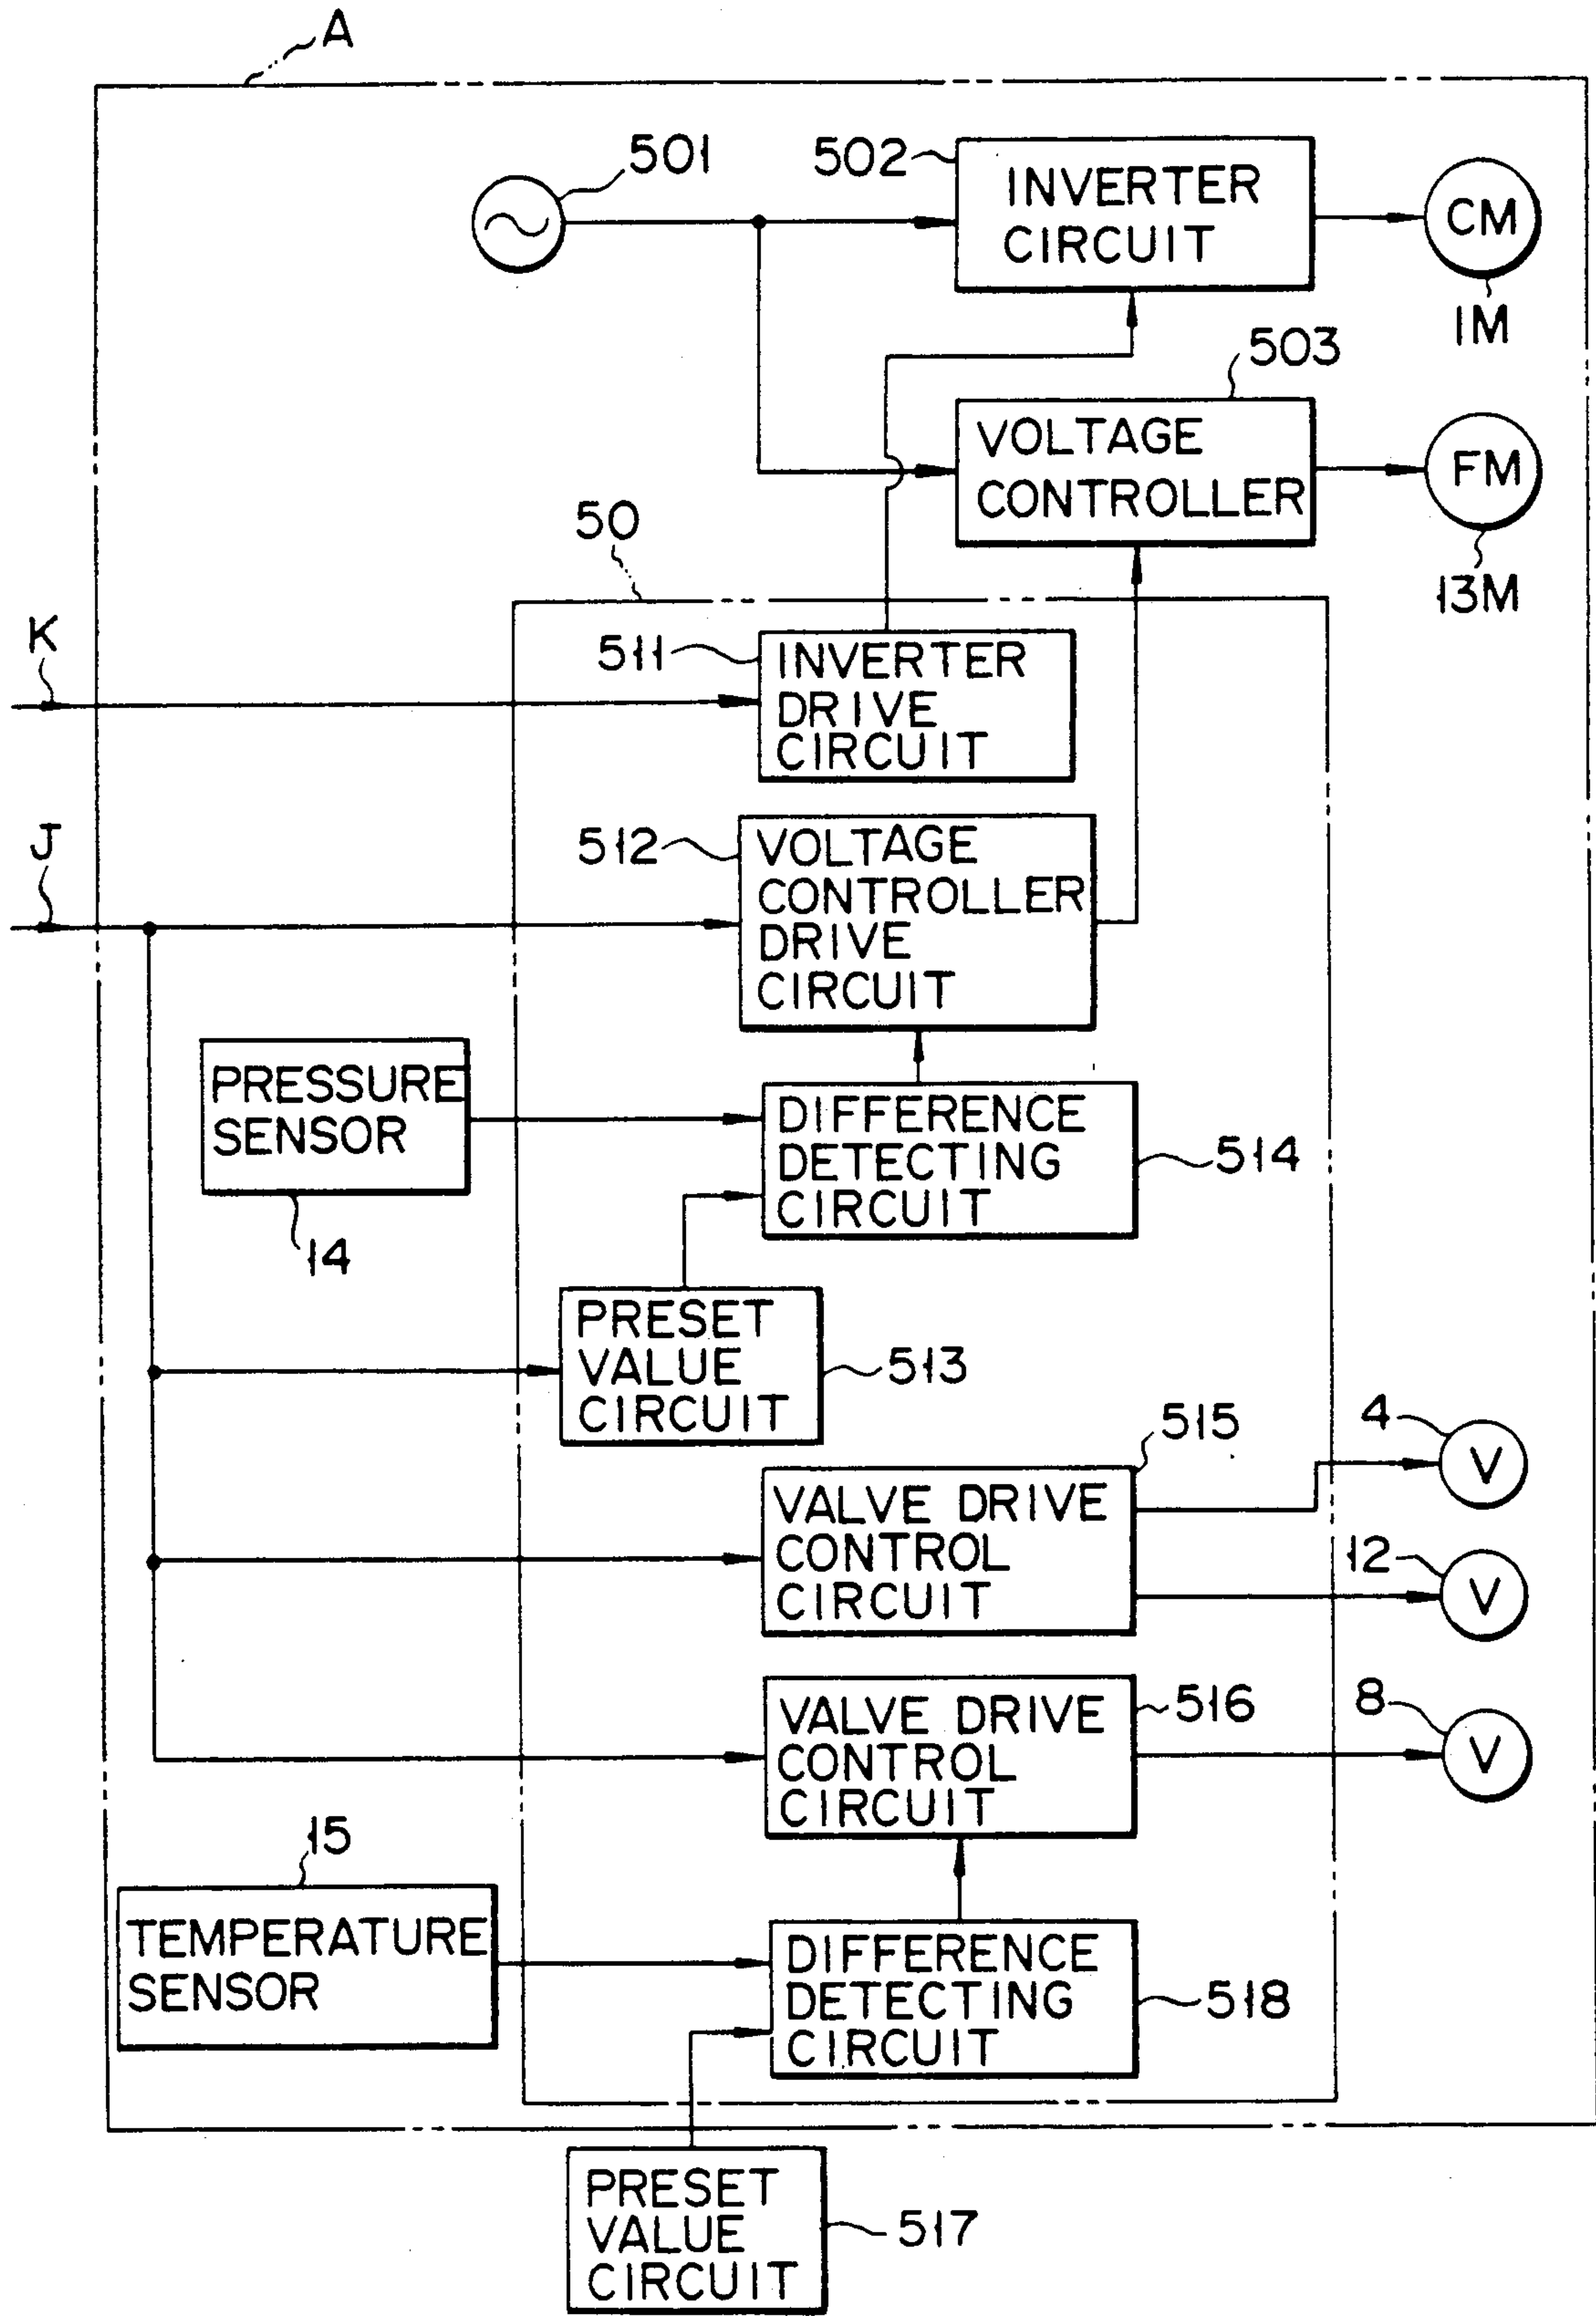 A
501
502
INVERTER
CIRCUIT
CM
1M
503
VOLTAGE
CONTROLLER
FM
13M
50
K
511
INVERTER
DRIVE
CIRCUIT
J
512
VOLTAGE
CONTROLLER
DRIVE
CIRCUIT
PRESSURE
SENSOR
14
DIFFERENCE
DETECTING
CIRCUIT
514
PRESET
VALUE
CIRCUIT
513
515
VALVE DRIVE
CONTROL
CIRCUIT
4
V
12
V
VALVE DRIVE
CONTROL
CIRCUIT
516
8
V
15
TEMPERATURE
SENSOR
DIFFERENCE
DETECTING
CIRCUIT
518
PRESET
VALUE
CIRCUIT
517